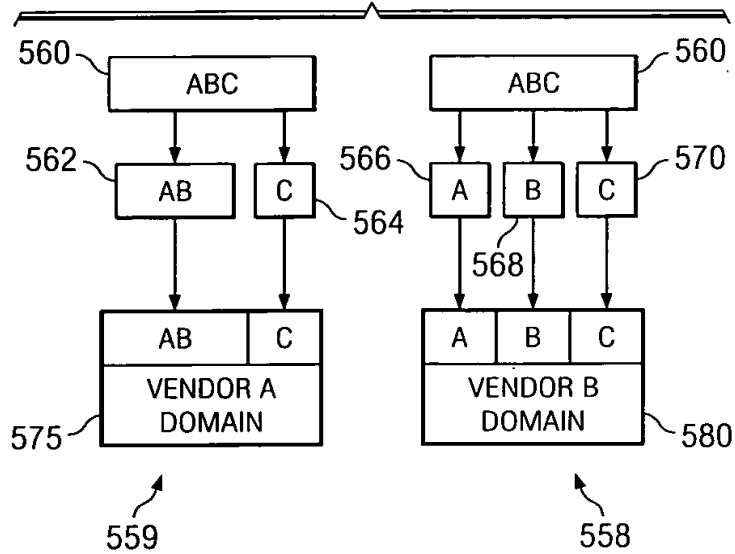 560 ABC ABC 560
562 AB C 564 566 A B 568 C 570
AB C A B C
VENDOR A DOMAIN VENDOR B DOMAIN
575 580
559 558